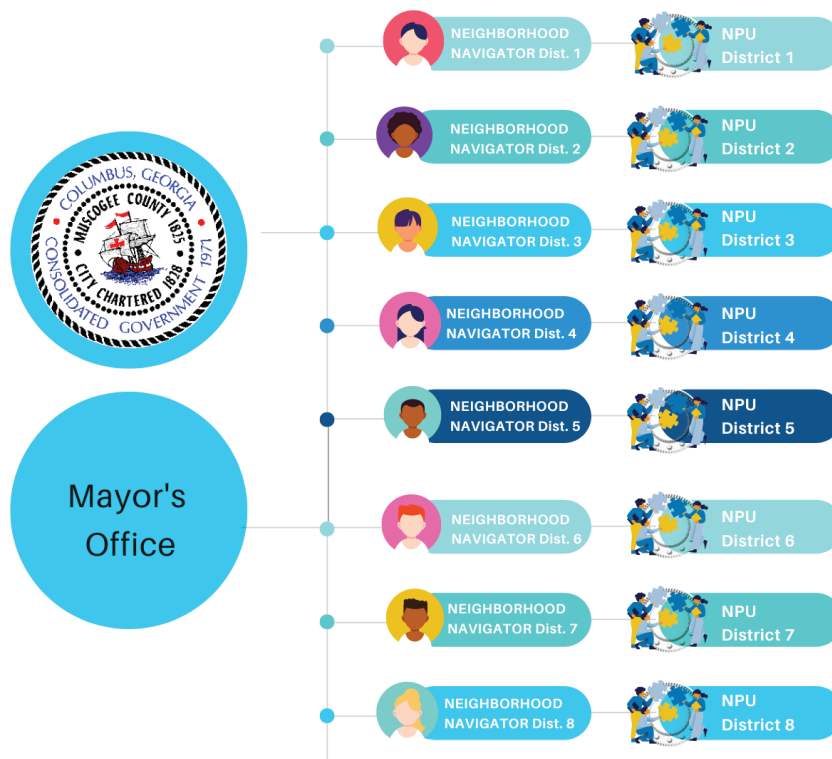 COLUMBUS, GEORGIA
CONSOLIDATED GOVERNMENT 1971
MUSCOGEE COUNTY 1825
CITY CHARTERED 1828
Mayor's
Office
NEIGHBORHOOD
NAVIGATOR Dist. 1
NPU
District 1
NEIGHBORHOOD
NAVIGATOR Dist. 2
NPU
District 2
NEIGHBORHOOD
NAVIGATOR Dist. 3
NPU
District 3
NEIGHBORHOOD
NAVIGATOR Dist. 4
NPU
District 4
NEIGHBORHOOD
NAVIGATOR Dist. 5
NPU
District 5
NEIGHBORHOOD
NAVIGATOR Dist. 6
NPU
District 6
NEIGHBORHOOD
NAVIGATOR Dist. 7
NPU
District 7
NEIGHBORHOOD
NAVIGATOR Dist. 8
NPU
District 8